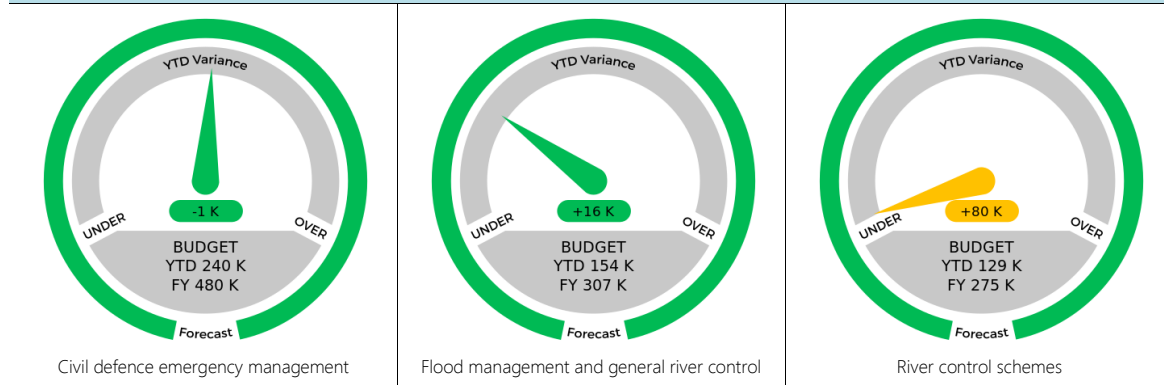 YTD Variance
-1 K
UNDER
OVER
BUDGET
YTD 240 K
FY 480 K
Forecast
Civil defence emergency management
YTD Variance
+16 K
UNDER
OVER
BUDGET
YTD 154 K
FY 307 K
Forecast
Flood management and general river control
YTD Variance
+80 K
UNDER
OVER
BUDGET
YTD 129 K
FY 275 K
Forecast
River control schemes